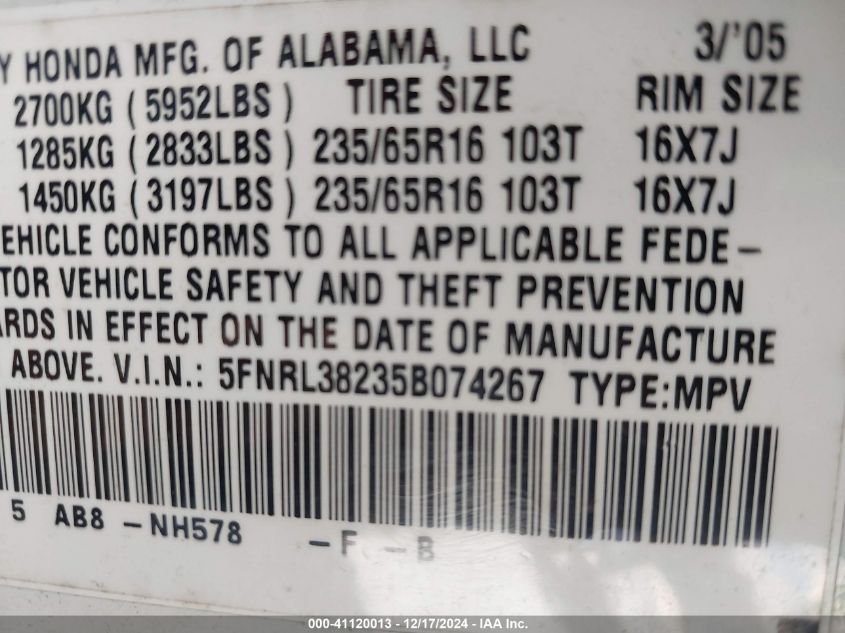 Y HONDA MFG. OF ALABAMA, LLC 3/'05
2700KG ( 5952LBS ) TIRE SIZE RIM SIZE
1285KG ( 2833LBS ) 235/65R16 103T 16X7J
1450KG ( 3197LBS ) 235/65R16 103T 16X7J
EHICLE CONFORMS TO ALL APPLICABLE FEDE–
TOR VEHICLE SAFETY AND THEFT PREVENTION
ARDS IN EFFECT ON THE DATE OF MANUFACTURE
ABOVE. V.I.N.: 5FNRL38235B074267 TYPE:MPV
5 AB8 –NH578 –F –B
000-41120013 – 12/17/2024 – IAA Inc.